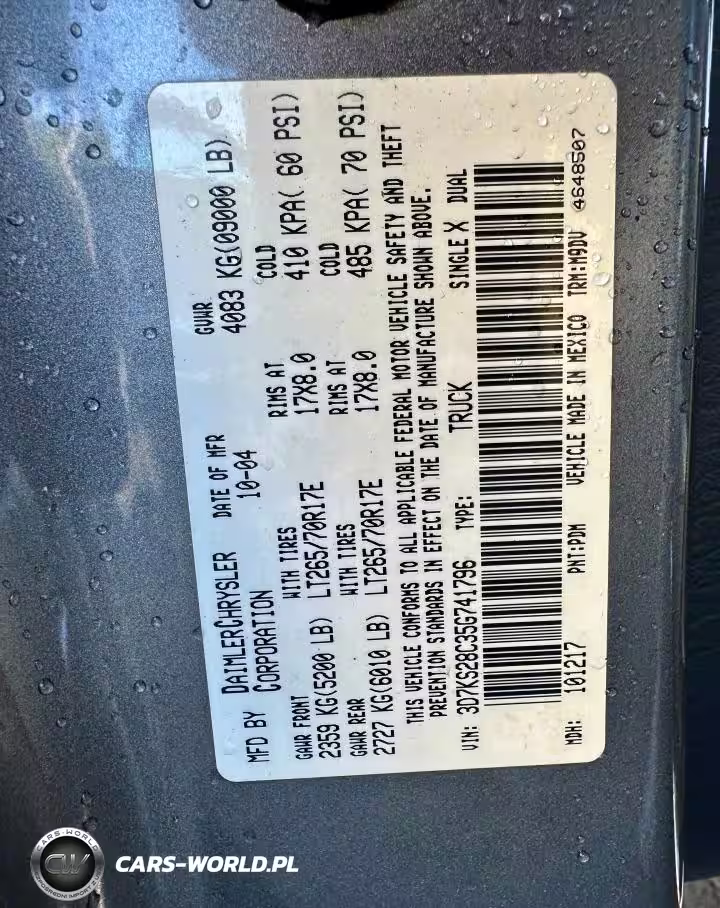 MFD BY DAIMLERCHRYSLER CORPORATION DATE OF MFR 10-04 GVWR 4083 KG(09000 LB)
GAWR FRONT WITH TIRES RIMS AT COLD
2359 KG(5200 LB) LT265/70R17E 17X8.0 410 KPA( 60 PSI)
GAWR REAR WITH TIRES RIMS AT COLD
2727 KG(6010 LB) LT265/70R17E 17X8.0 485 KPA( 70 PSI)
THIS VEHICLE CONFORMS TO ALL APPLICABLE FEDERAL MOTOR VEHICLE SAFETY AND THEFT
PREVENTION STANDARDS IN EFFECT ON THE DATE OF MANUFACTURE SHOWN ABOVE.
VIN: 3D7KS28C35G741796 TYPE: TRUCK SINGLE X DUAL
MDH: 101217 PNT:PDM VEHICLE MADE IN MEXICO TRM:M9DV 4648507
CARS-WORLD
CW
CARS-WORLD.PL